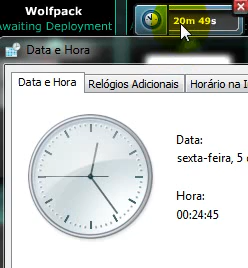 Wolfpack
Awaiting Deployment
20m 49s
Data e Hora
Data e Hora
Relógios Adicionais
Horário na
Data:
sexta-feira, 5
Hora:
00:24:45